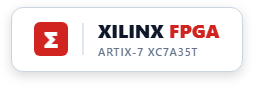 Σ
XILINX FPGA
ARTIX-7 XC7A35T